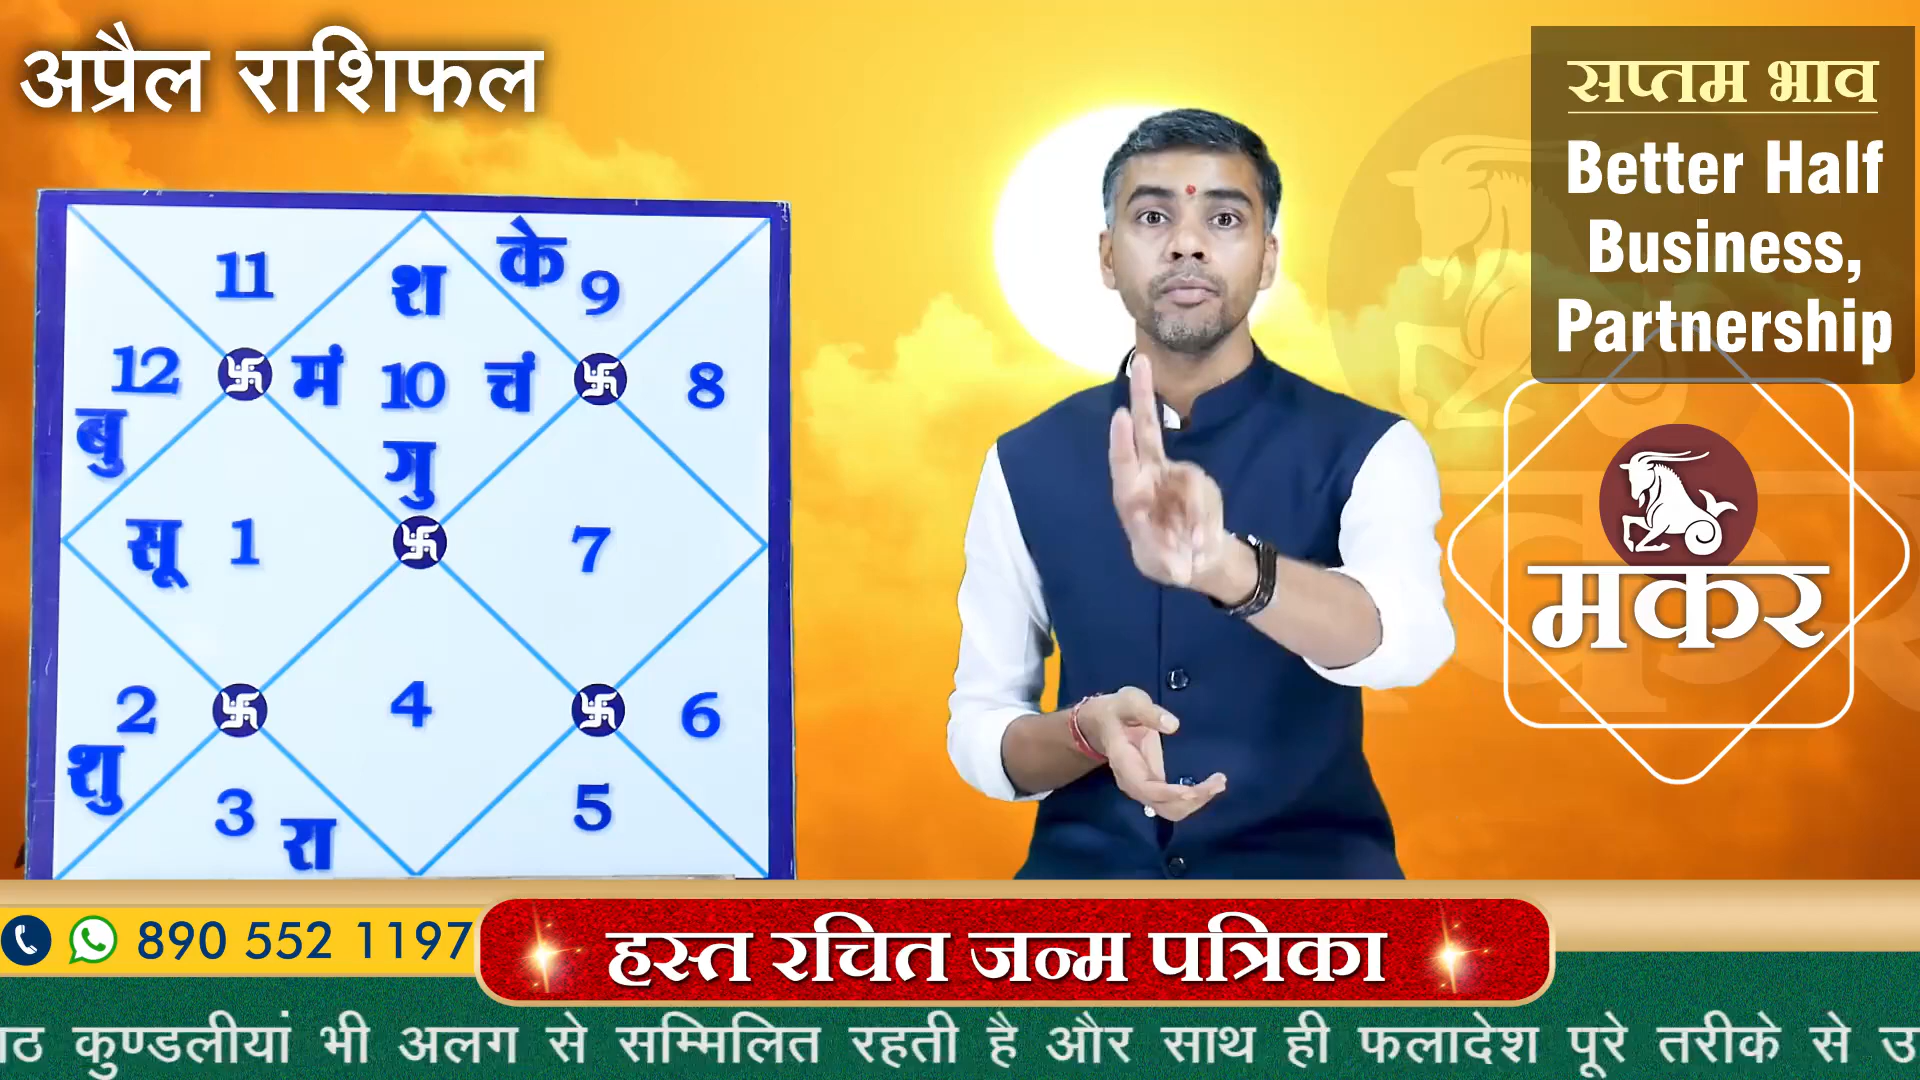 अप्रैल राशिफल
सप्तम भाव
Better Half
Business,
Partnership
11
श
के
9
12
मं
10
चं
8
बु
गु
सू
1
7
2
4
6
शु
3
रा
5
मकर
890 552 1197
हस्त रचित जन्म पत्रिका
कुण्डलीयां भी अलग से सम्मिलित रहती है और साथ ही फलादेश पूरे तरीके से